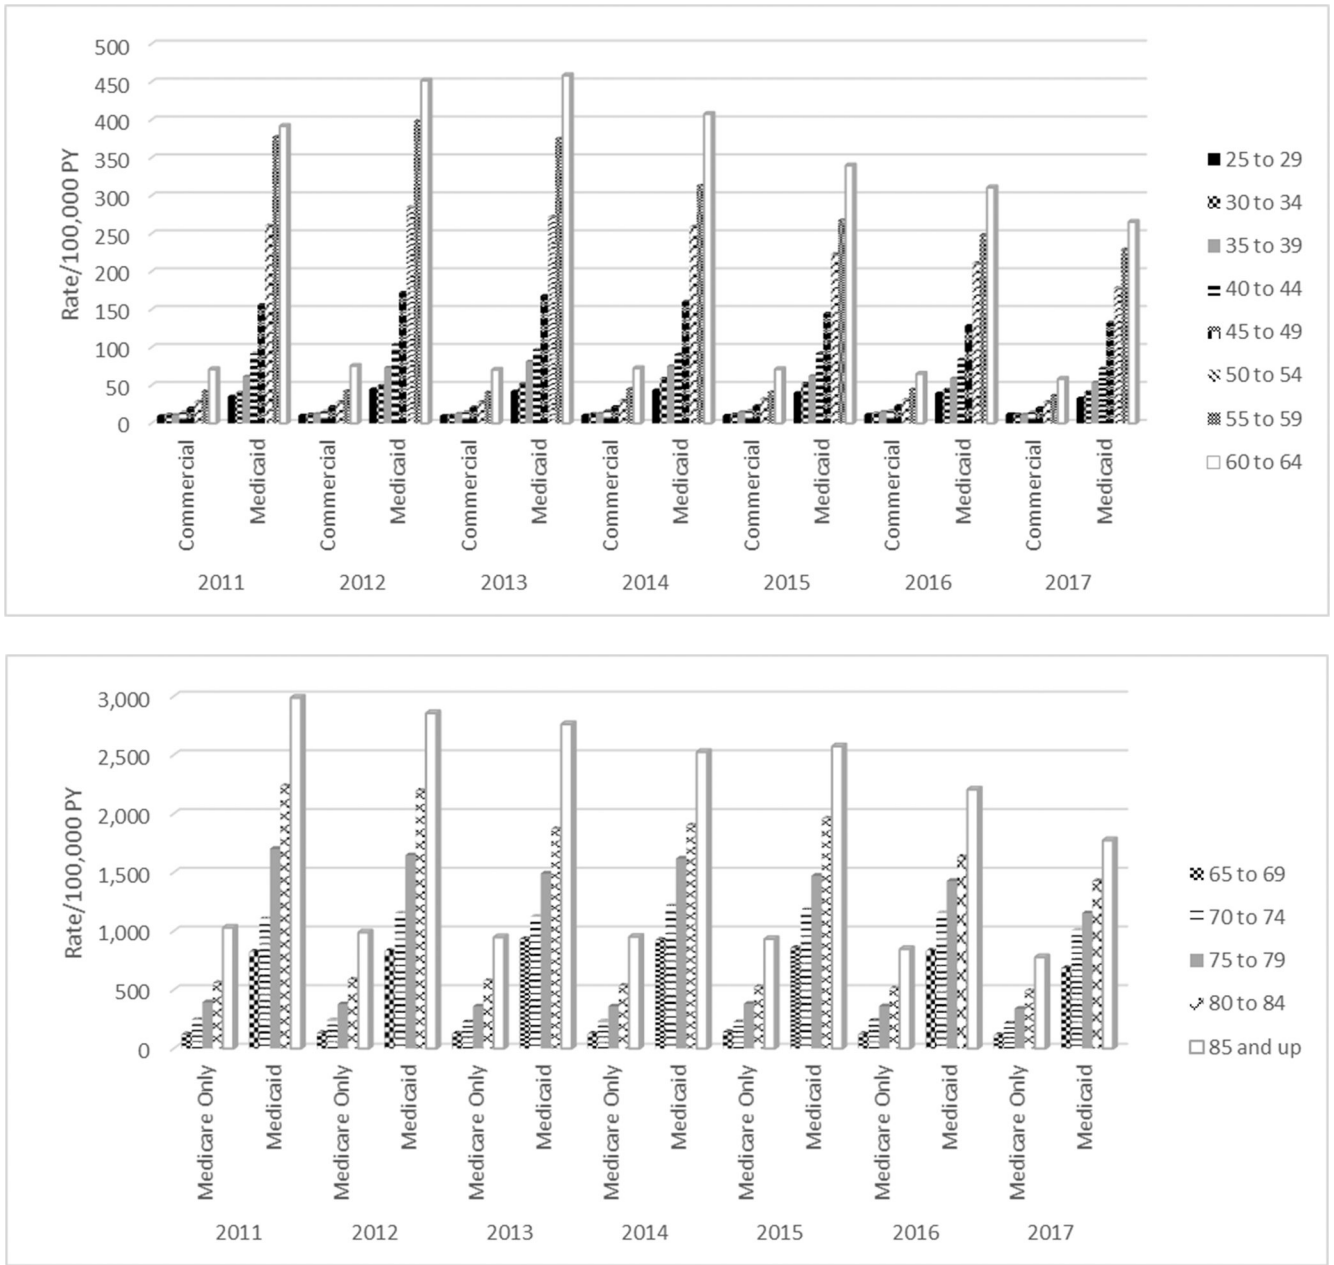 500
450
400
350
300
250
200
150
100
50
0
Rate/100,000 PY
Commercial
Medicaid
Commercial
Medicaid
Commercial
Medicaid
Commercial
Medicaid
Commercial
Medicaid
Commercial
Medicaid
Commercial
Medicaid
2011
2012
2013
2014
2015
2016
2017
25 to 29
30 to 34
35 to 39
40 to 44
45 to 49
50 to 54
55 to 59
60 to 64
3,000
2,500
2,000
1,500
1,000
500
0
Rate/100,000 PY
Medicare Only
Medicaid
Medicare Only
Medicaid
Medicare Only
Medicaid
Medicare Only
Medicaid
Medicare Only
Medicaid
Medicare Only
Medicaid
Medicare Only
Medicaid
2011
2012
2013
2014
2015
2016
2017
65 to 69
70 to 74
75 to 79
80 to 84
85 and up